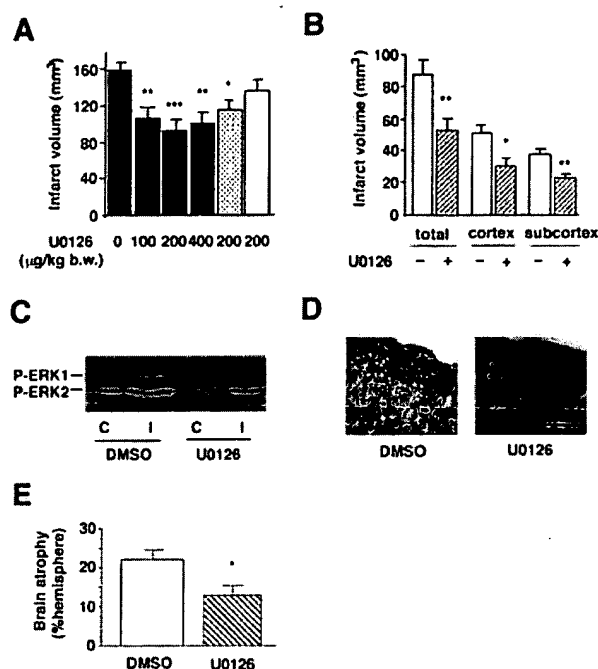 A
Infarct volume (mm³)
160
120
80
40
0
** *** ** *
U0126 0 100 200 400 200 200
(μg/kg b.w.)
B
Infarct volume (mm³)
100
80
60
40
20
0
**
*
**
total cortex subcortex
U0126 − + − + − +
C
P-ERK1
P-ERK2
C I C I
DMSO U0126
D
DMSO U0126
E
Brain atrophy
(%hemisphere)
30
20
10
0
*
DMSO U0126